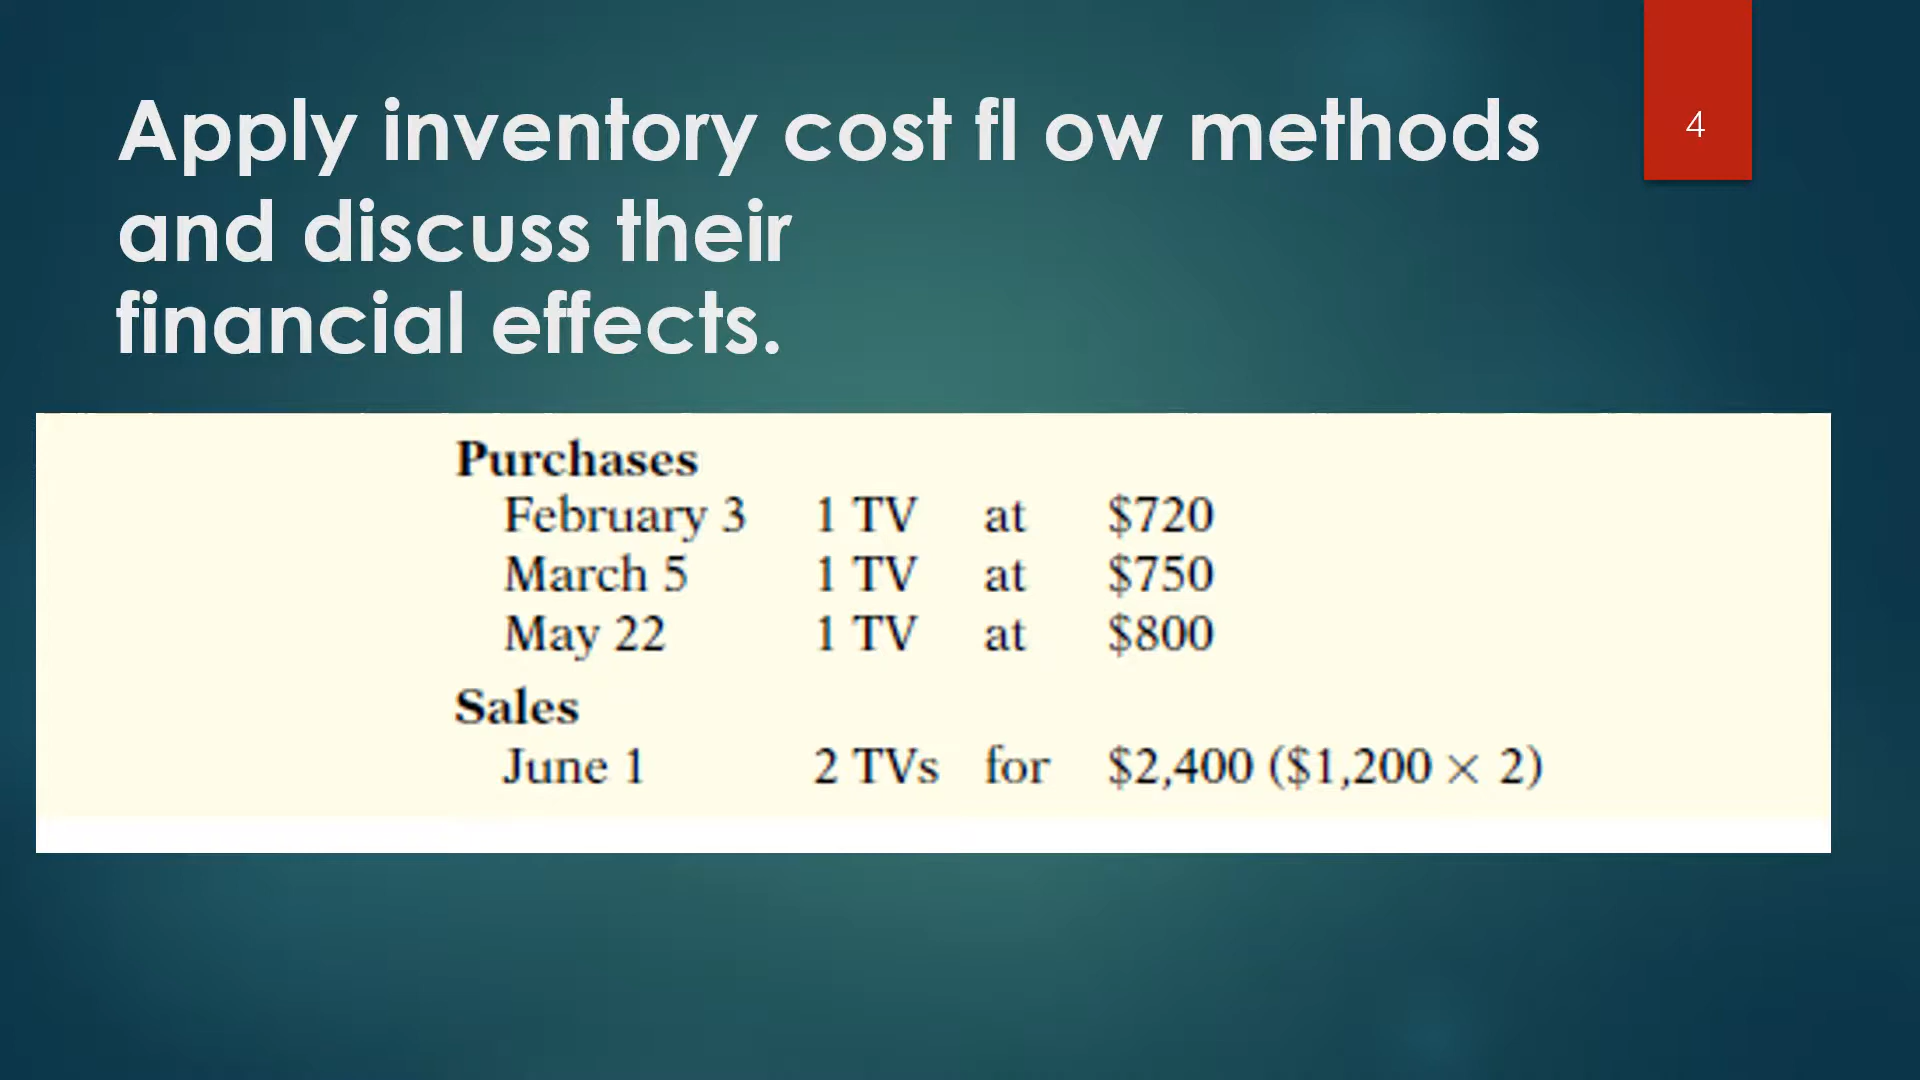 Apply inventory cost fl ow methods
4
and discuss their
financial effects.
Purchases
February 3 1 TV at $720
March 5 1 TV at $750
May 22 1 TV at $800
Sales
June 1 2 TVs for $2,400 ($1,200 × 2)